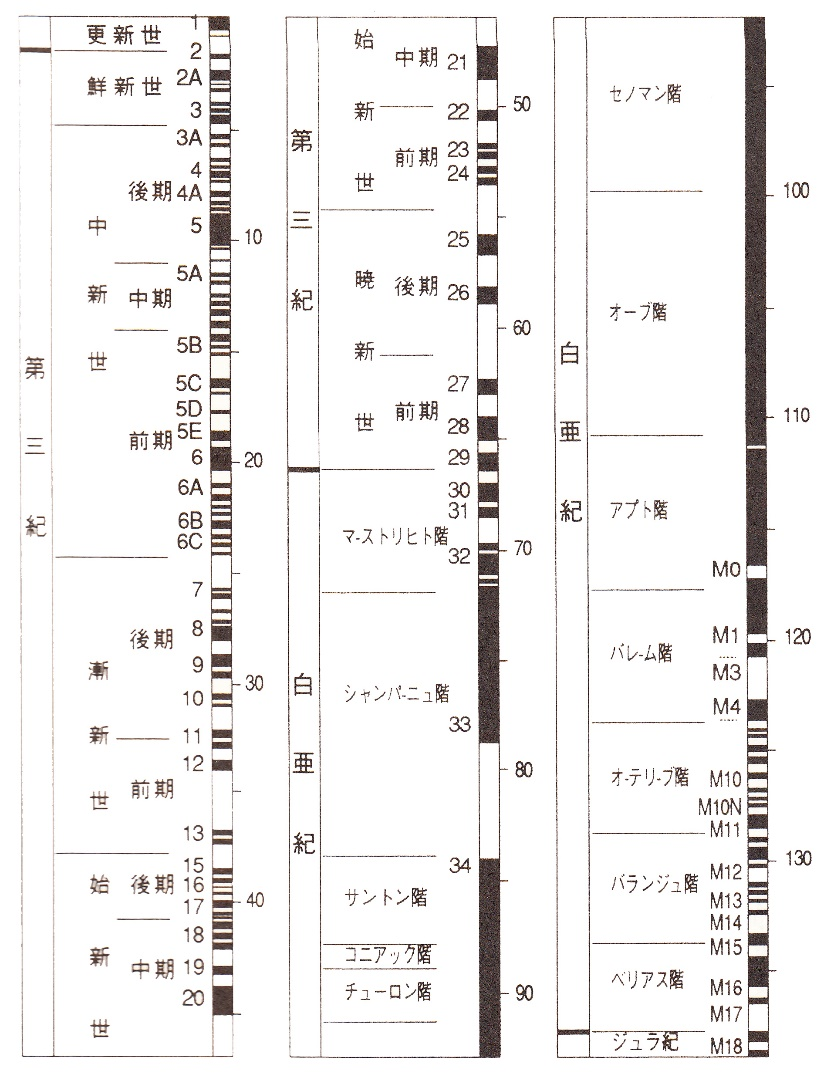 1
更新世
2
鮮新世
2A
3
3A
4
後期
4A
中
5
10
5A
新
中期
世
5B
第
三
紀
5C
5D
5E
前期
6
20
6A
6B
6C
7
8
後期
9
漸
30
10
新
11
12
前期
世
13
15
始
後期
16
17
40
18
新
中期
19
20
世
始
中期
21
50
新
22
第
前期
23
世
24
三
25
暁
後期
26
紀
60
新
27
前期
世
28
29
30
31
マ-ストリヒト階
32
70
白
シャンパ-ニュ階
33
亜
80
紀
34
サントン階
コニアック階
チューロン階
90
セノマン階
100
オーブ階
白
110
亜
紀
アプト階
M0
M1
120
バレ-ム階
M3
M4
オ-テリ-ブ階
M10
M10N
M11
130
バランジュ階
M12
M13
M14
M15
ベリアス階
M16
M17
ジュラ紀
M18